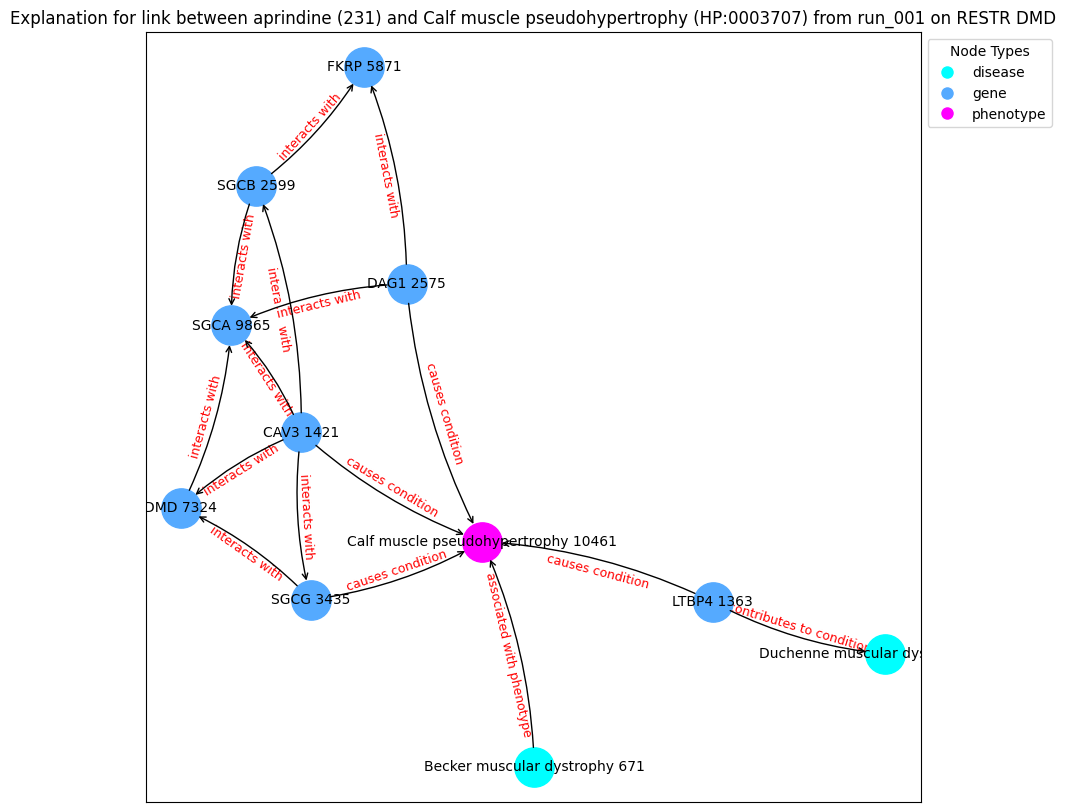 Explanation for link between aprindine (231) and Calf muscle pseudohypertrophy (HP:0003707) from run_001 on RESTR DMD
Node Types
disease
gene
phenotype
FKRP 5871
interacts with
interacts with
SGCB 2599
interacts with
DAG1 2575
interacts with
intera
with
SGCA 9865
interacts with
causes condition
interacts with
CAV3 1421
interacts with
causes condition
interacts with
DMD 7324
interacts with
Calf muscle pseudohypertrophy 10461
causes condition
causes condition
SGCG 3435
LTBP4 1363
ontributes to condition
associated with phenotype
Duchenne muscular dys
Becker muscular dystrophy 671